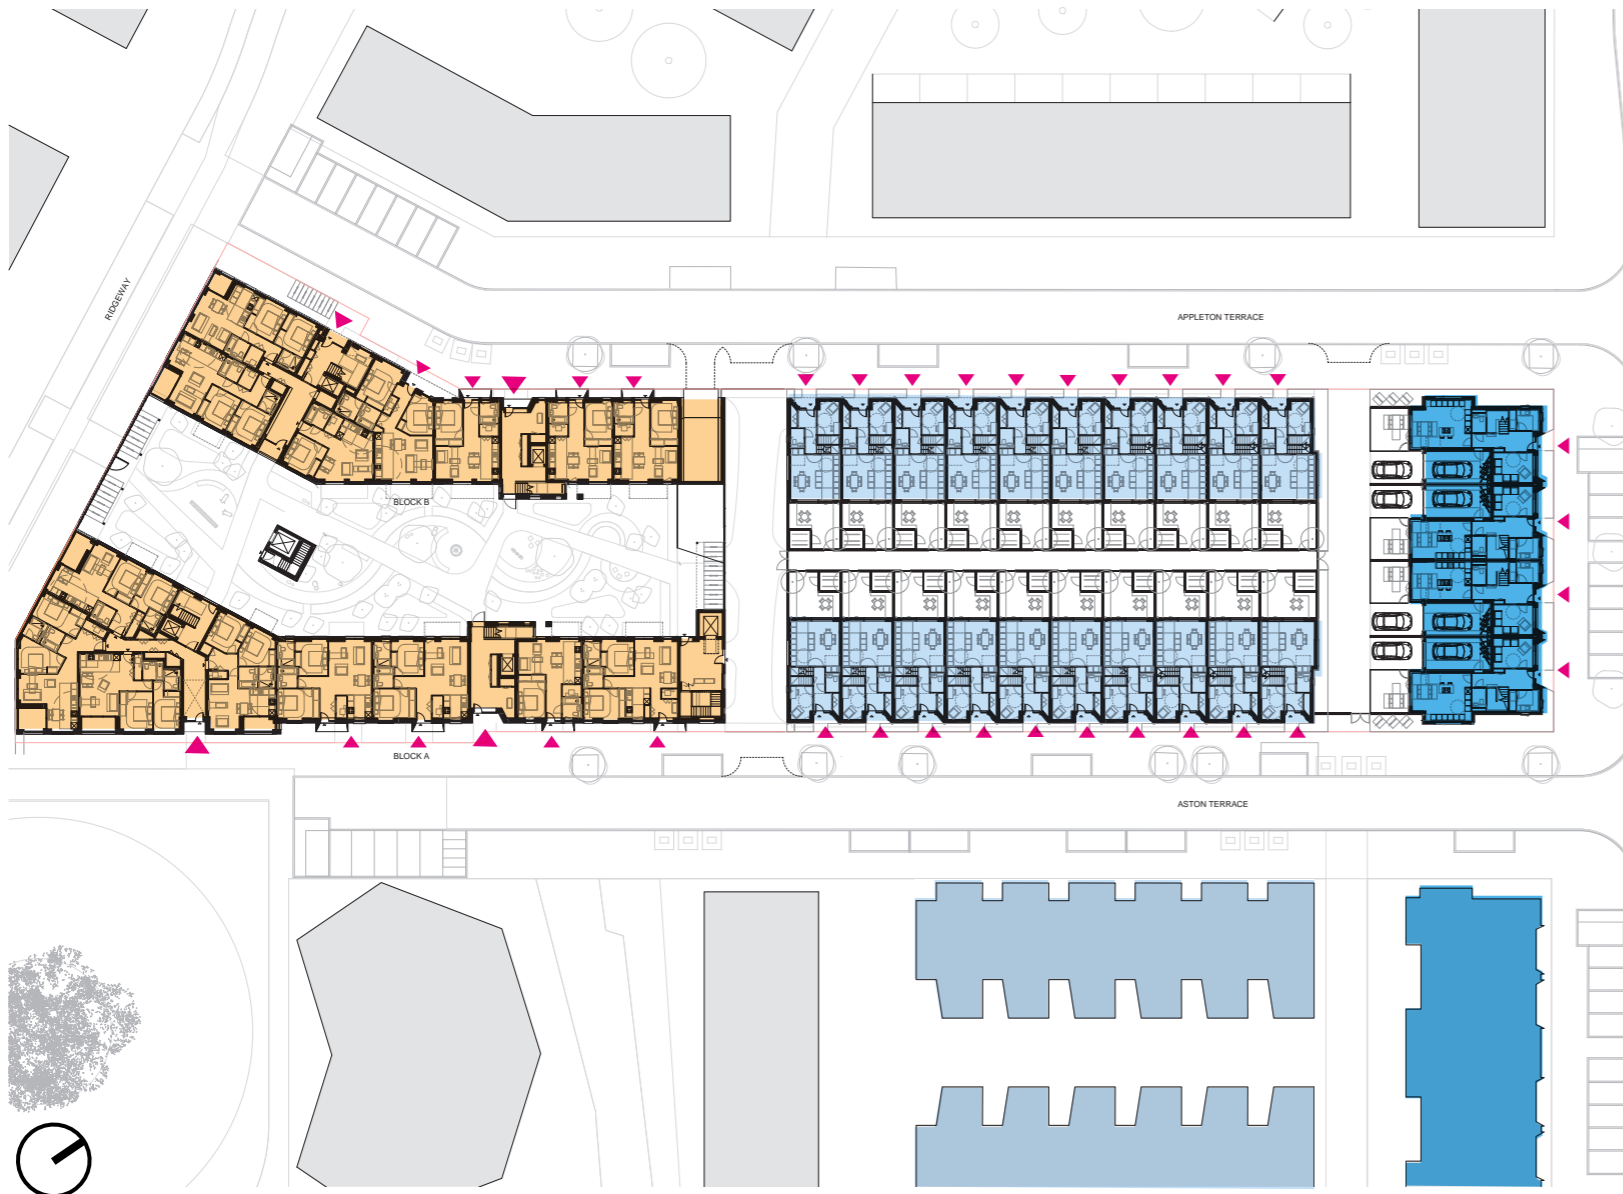 RIDGEWAY
APPLETON TERRACE
BLOCK B
BLOCK A
ASTON TERRACE